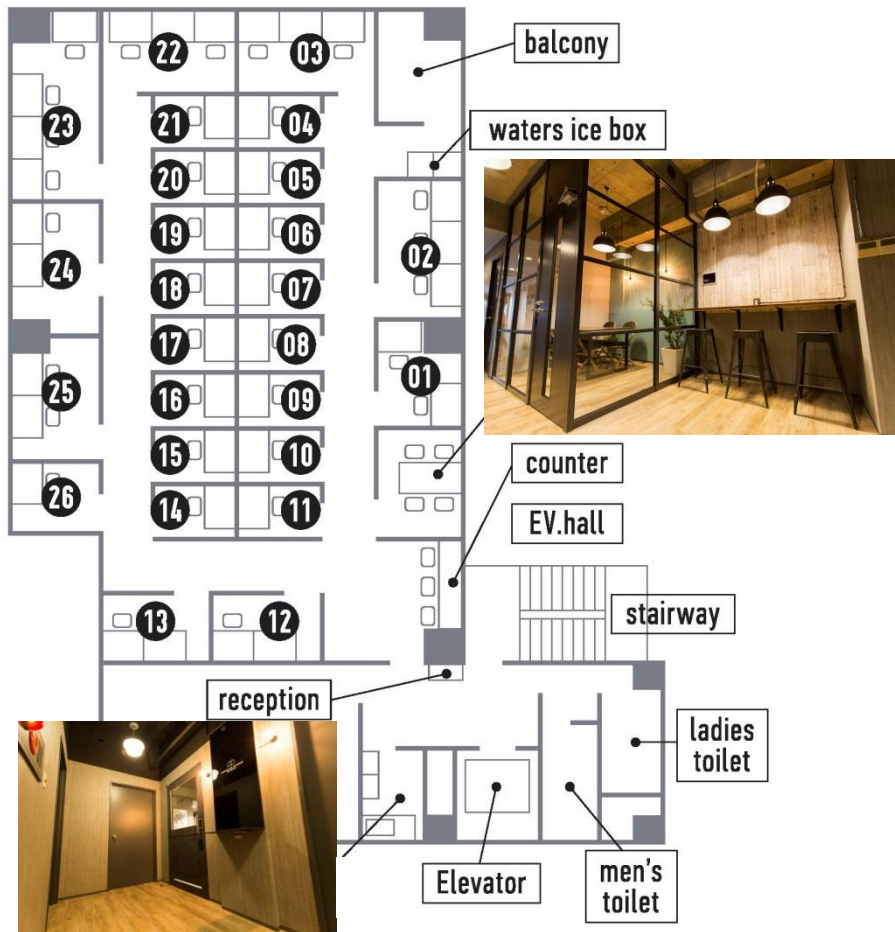 balcony
22
03
23
21
04
waters ice box
20
05
19
06
24
02
18
07
17
08
25
01
16
09
15
10
counter
26
14
11
EV.hall
13
12
stairway
reception
ladies
toilet
Elevator
men's
toilet